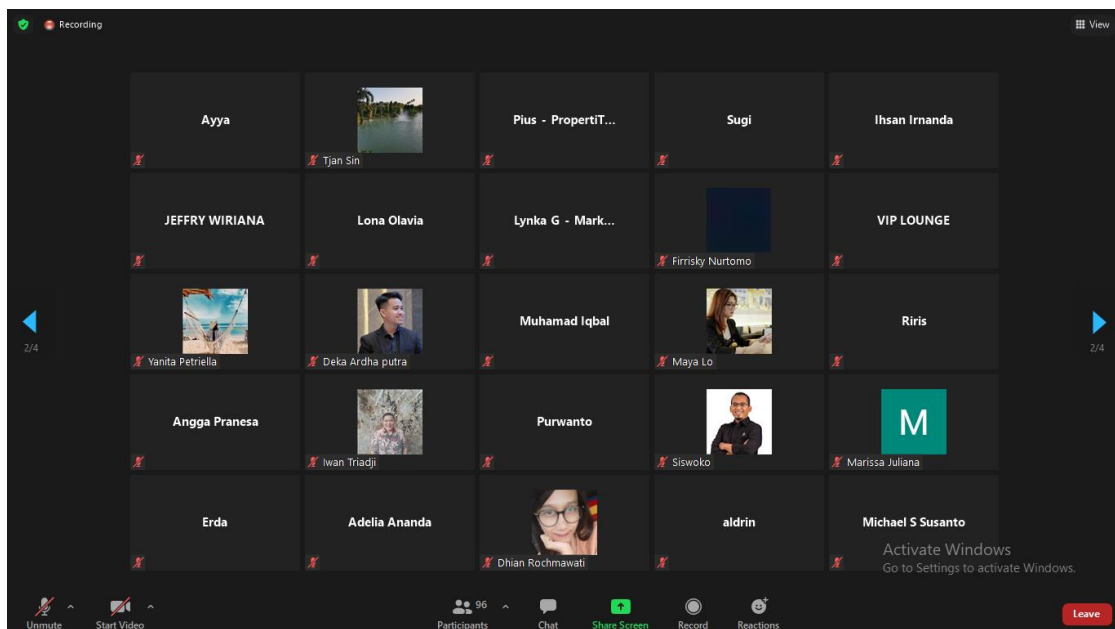 Recording
View
Ayya
Tjan Sin
Pius - PropertiT...
Sugi
Ihsan Irnanda
JEFFRY WIRIANA
Lona Olavia
Lynka G - Mark...
Firrisky Nurtomo
VIP LOUNGE
Yanita Petriella
Deka Ardha putra
Muhamad Iqbal
Maya Lo
Riris
2/4
2/4
Angga Pranesa
Iwan Triadji
Purwanto
Siswoko
M
Marissa Juliana
Erda
Adelia Ananda
Dhian Rochmawati
aldrin
Michael S Susanto
Activate Windows
Go to Settings to activate Windows.
Unmute
Start Video
96
Participants
Chat
Share Screen
Record
Reactions
Leave